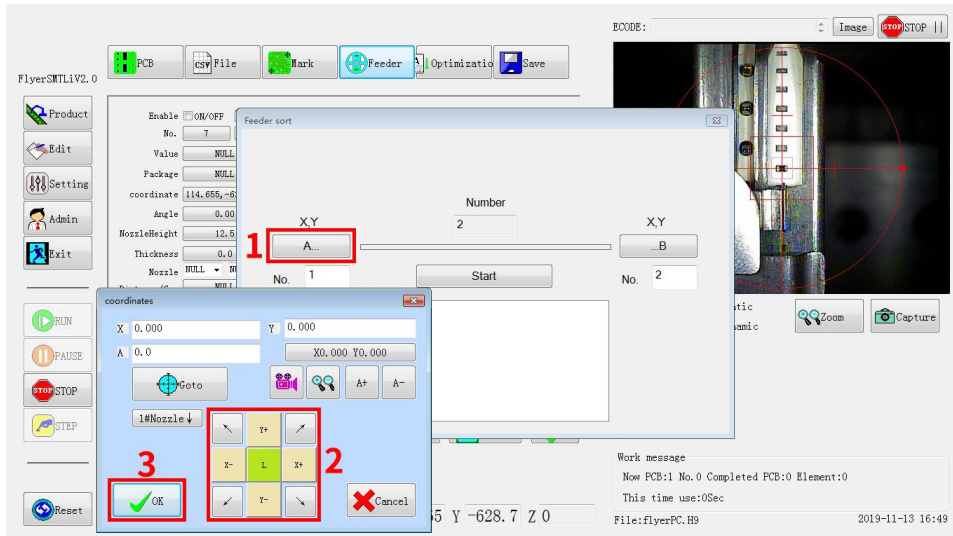 ECODE: Image STOP STOP ||
PCB CSV File Mark Feeder Optimizatio Save
FlyerSMTLiV2.0
Product
Edit
Setting
Admin
Exit
RUN
PAUSE
STOP STOP
STEP
Reset
Enable ON/OFF
No. 7
Value NULL
Package NULL
coordinate 114.655,-6
Angle 0.00
NozzleHeight 12.5
Thickness 0.0
Nozzle NULL
NULL
Feeder sort
Number
2
X,Y X,Y
1 A... ...B
No. 1 Start No. 2
coordinates
X 0.000 Y 0.000
A 0.0 X0.000 Y0.000
Goto A+ A-
1#Nozzle↓
↖ Y+ ↗
X- L X+ 2
↙ Y- ↘
3
OK Cancel
Y -628.7 Z 0
Zoom Capture
Work message
Now PCB:1 No.0 Completed PCB:0 Element:0
This time use:0Sec
File:flyerPC.H9 2019-11-13 16:49